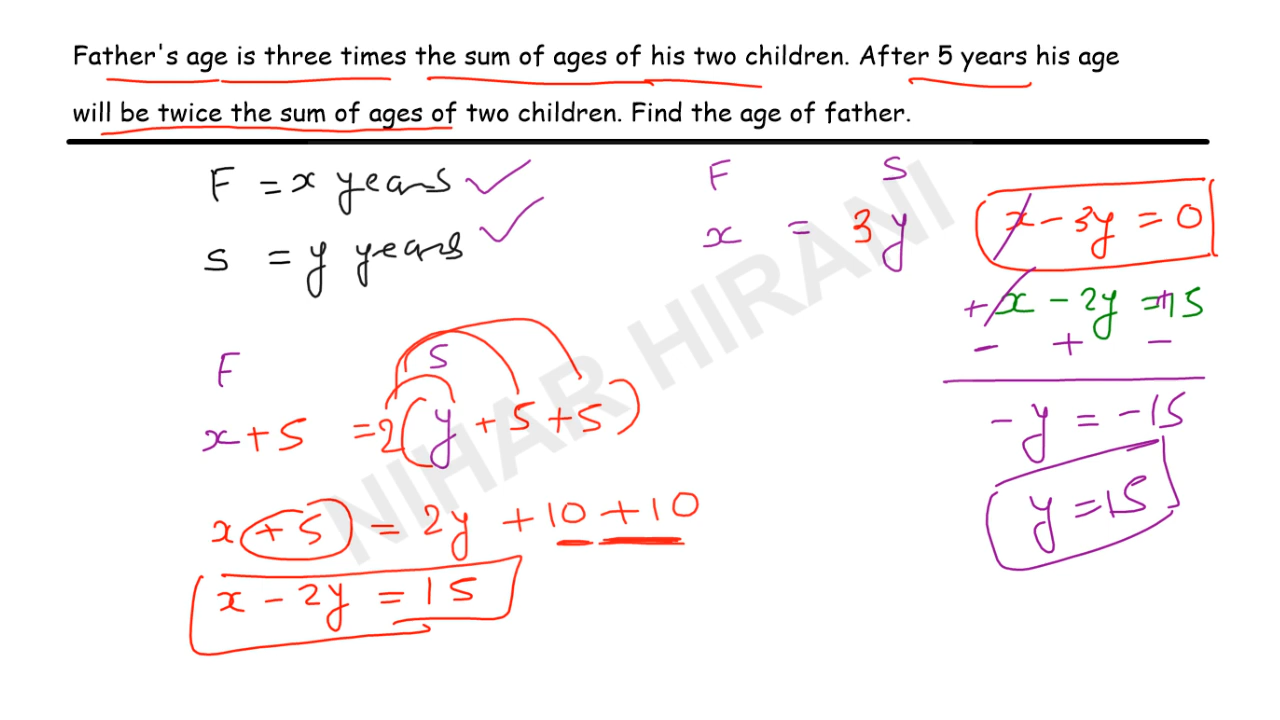 Father's age is three times the sum of ages of his two children. After 5 years his age
will be twice the sum of ages of two children. Find the age of father.
F = x years
S = y years
F S
x + 5 = 2(y + 5 + 5)
x + 5 = 2y + 10 + 10
x - 2y = 15
F S
x = 3y
x - 3y = 0
+x - 2y = +15
- + -
-y = -15
y = 15
NIHAR HIRANI